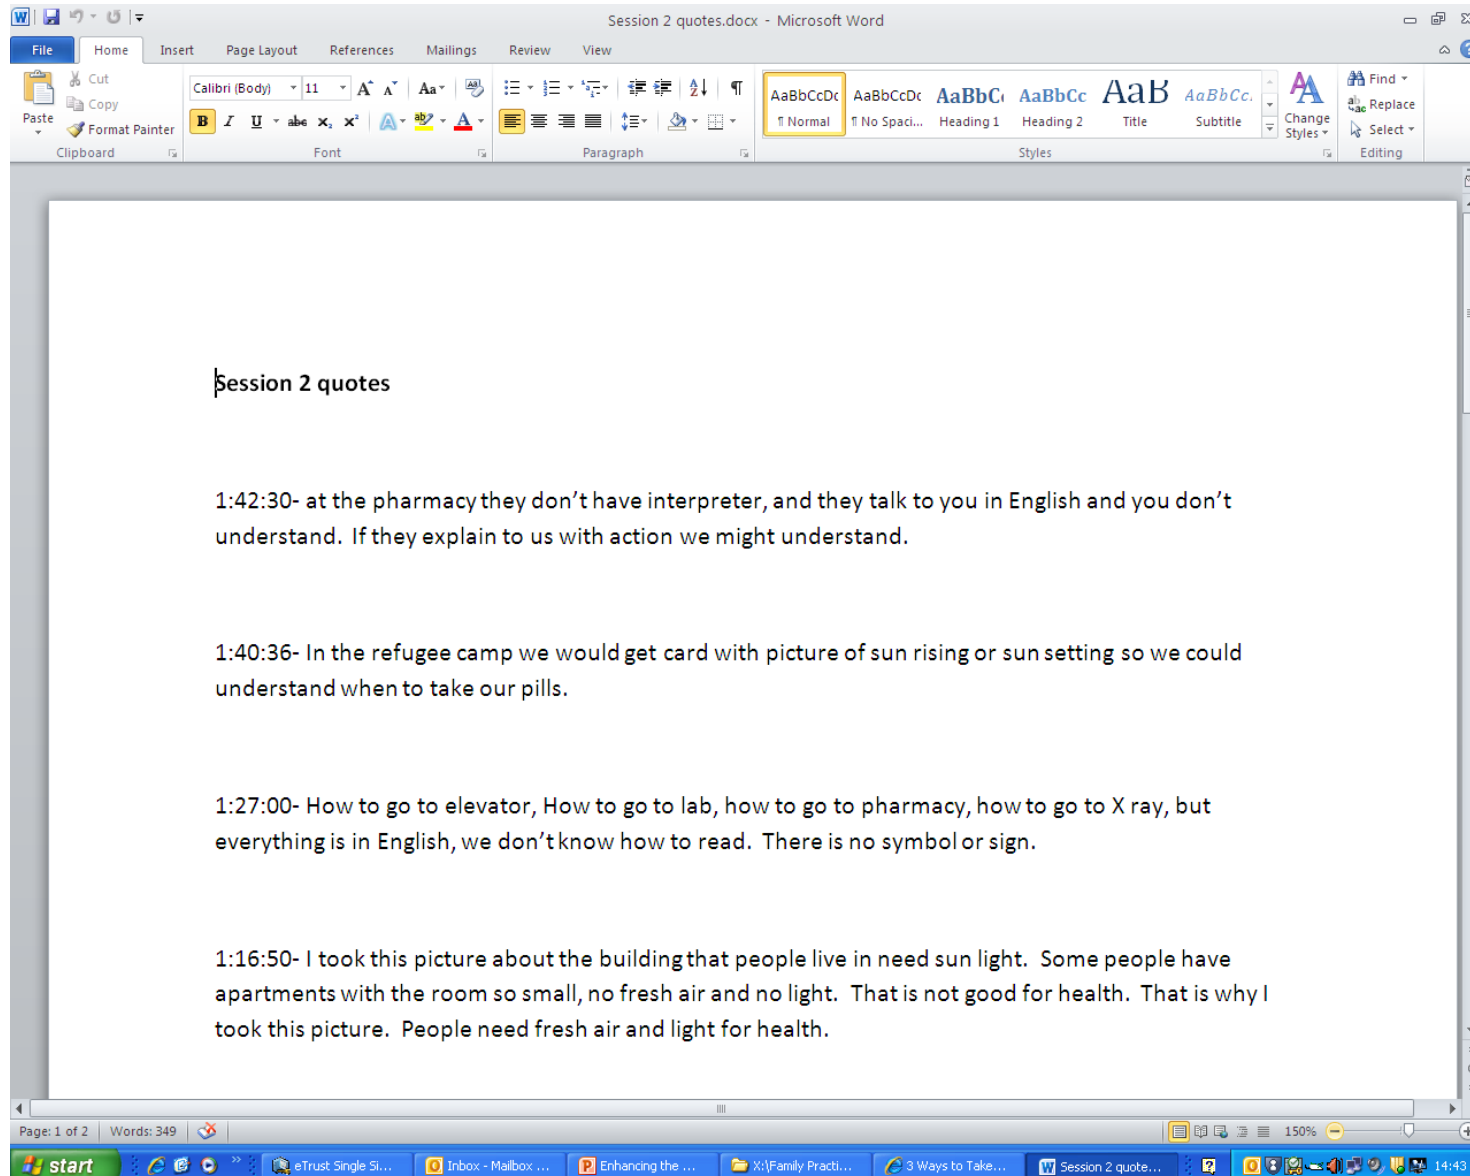 Session 2 quotes.docx - Microsoft Word
File Home Insert Page Layout References Mailings Review View
Cut
Copy
Format Painter
Paste
Calibri (Body) 11
Find
Replace
Select
AaBbCcDc AaBbCcDc AaBbC AaBbCc AaB AaBbCc.
¶ Normal ¶ No Spaci... Heading 1 Heading 2 Title Subtitle
Change Styles
Clipboard Font Paragraph Styles Editing
Session 2 quotes
1:42:30- at the pharmacy they don’t have interpreter, and they talk to you in English and you don’t
understand.  If they explain to us with action we might understand.
1:40:36- In the refugee camp we would get card with picture of sun rising or sun setting so we could
understand when to take our pills.
1:27:00- How to go to elevator, How to go to lab, how to go to pharmacy, how to go to X ray, but
everything is in English, we don’t know how to read.  There is no symbol or sign.
1:16:50- I took this picture about the building that people live in need sun light.  Some people have
apartments with the room so small, no fresh air and no light.  That is not good for health.  That is why I
took this picture.  People need fresh air and light for health.
Page: 1 of 2 Words: 349 150%
start eTrust Single Si... Inbox - Mailbox ... Enhancing the ... X:\Family Practi... 3 Ways to Take... Session 2 quote... 14:43